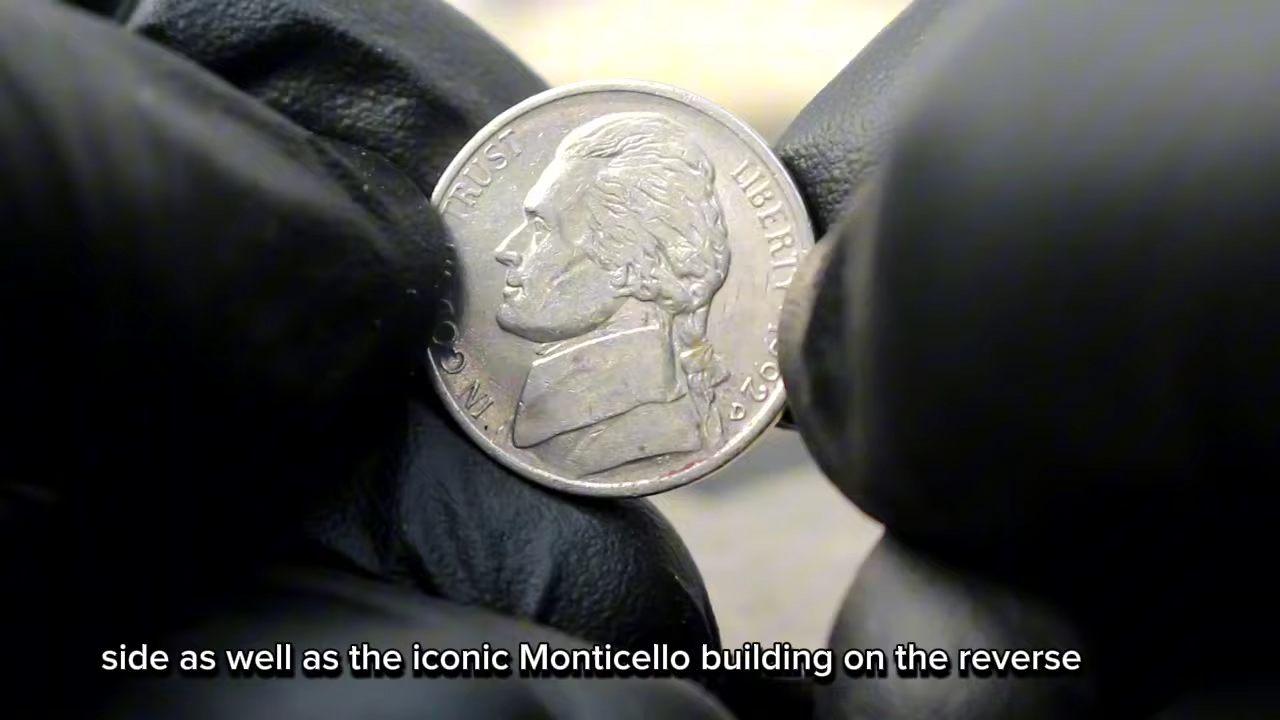 IN GOD
TRUST
LIBERTY
D
side as well as the iconic Monticello building on the reverse